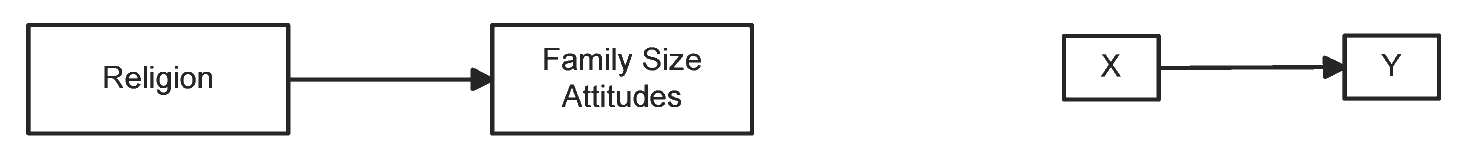 Religion
Family Size
Attitudes
X
Y